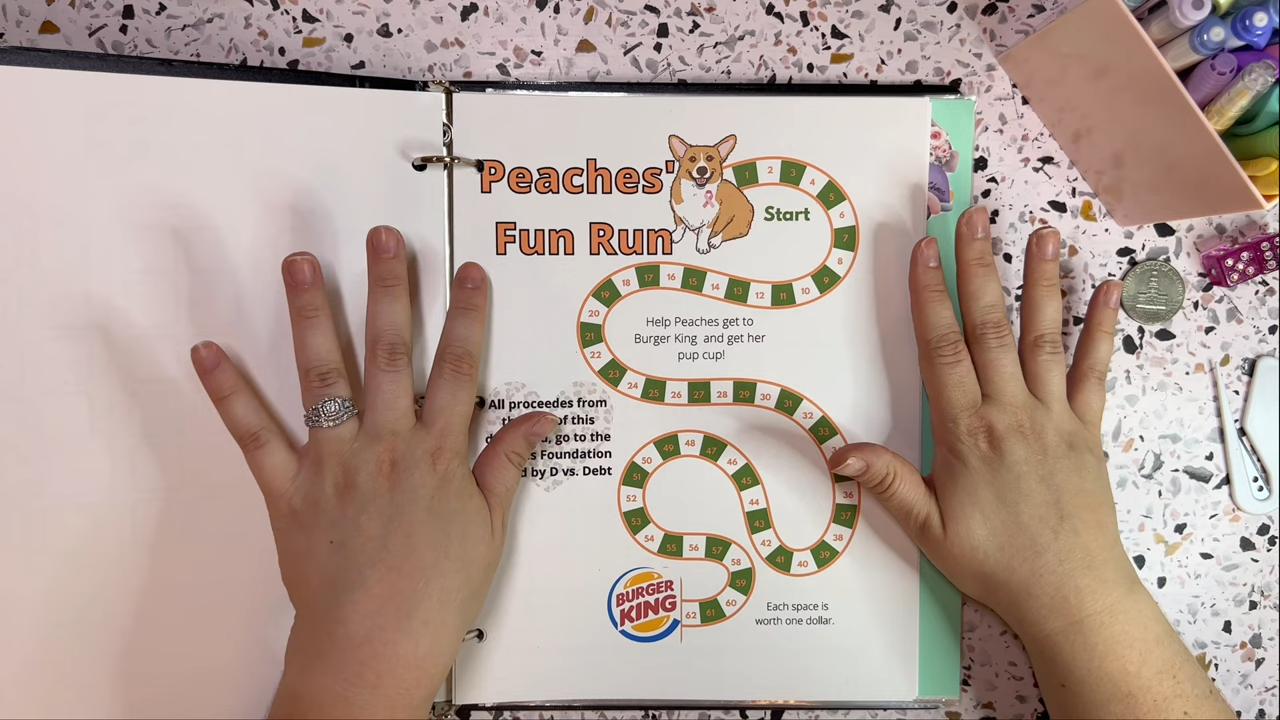 Peaches'
Fun Run
Start
1 2 3 4 5 6 7 8 9 10 11 12 13 14 15 16 17 18 19 20 21 22 23 24 25 26 27 28 29 30 31 32 33 36 37 38 39 40 41 42 43 44 45 46 47 48 49 50 51 52 53 54 55 56 57 58 59 60 61 62
Help Peaches get to
Burger King and get her
pup cup!
All proceedes from
of this
go to the
Foundation
by D vs. Debt
BURGER
KING
Each space is
worth one dollar.